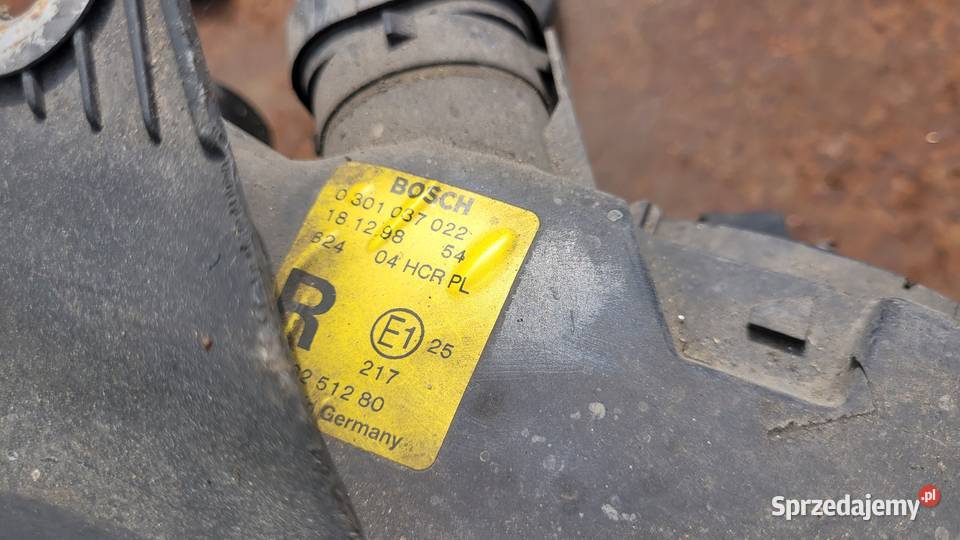 BOSCH
0 301 037 022
18 12.98 54
624 04 HCR PL
R
E1 25
217
02 512 80
Germany
Sprzedajemy.pl